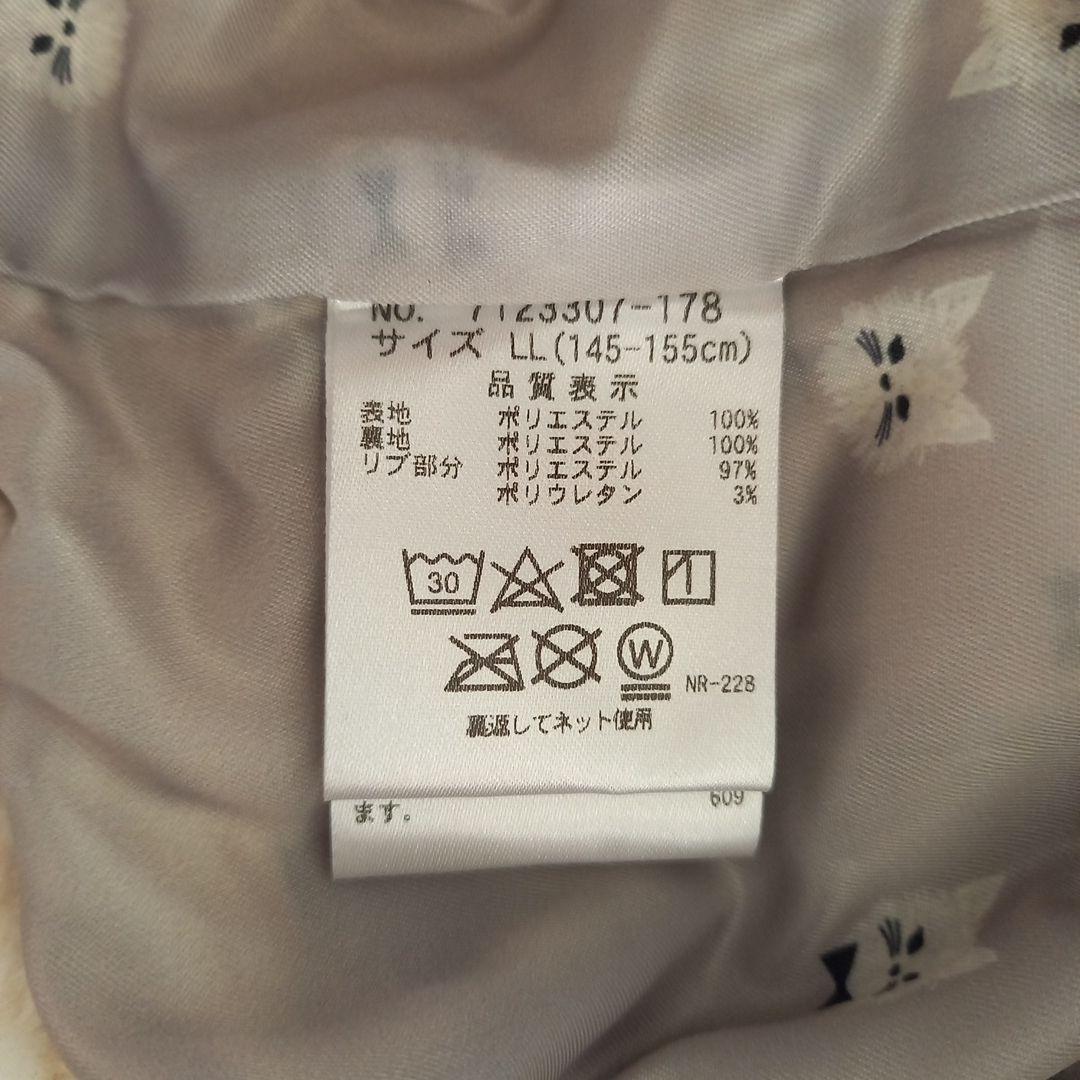 NO. 7123307-178
サイズ LL(145-155cm)
品質表示
表地 ポリエステル 100%
裏地 ポリエステル 100%
リブ部分 ポリエステル 97%
ポリウレタン 3%
30
W
NR-228
裏返してネット使用
ます。 609